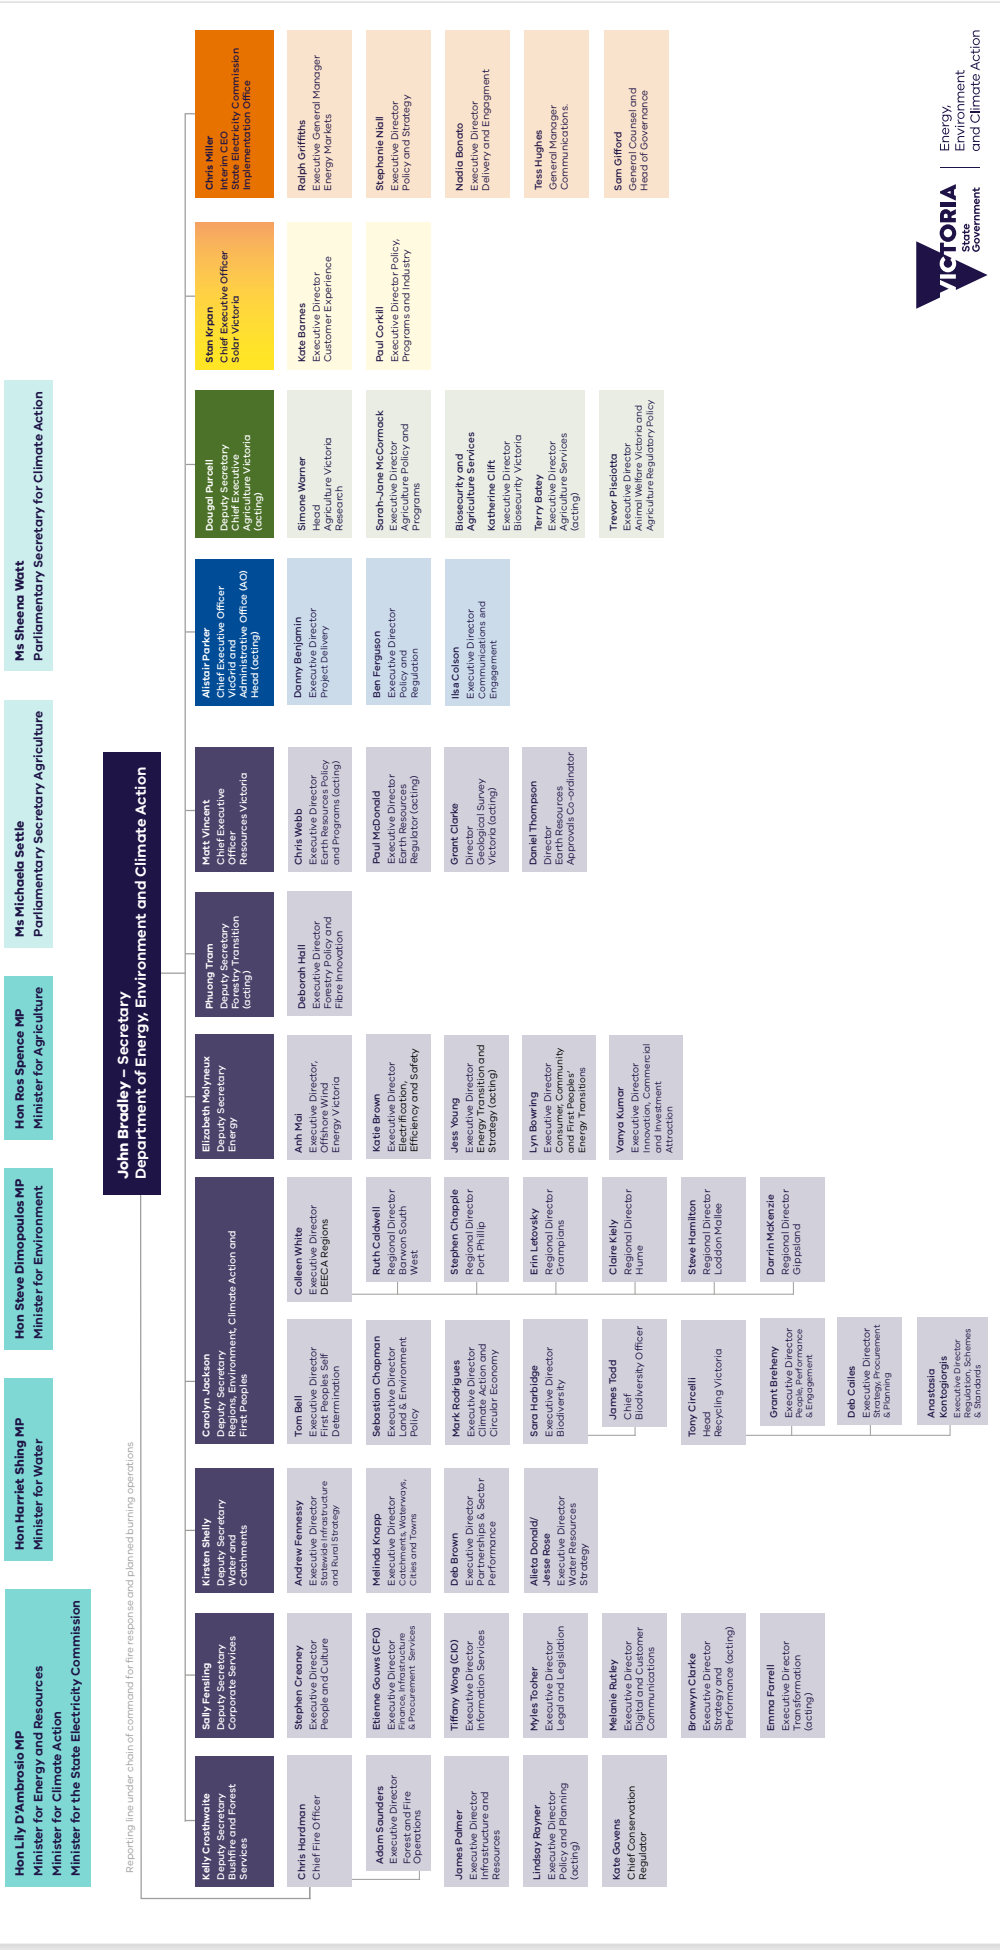 Hon Lily D'Ambrosio MP
Minister for Energy and Resources
Minister for Climate Action
Minister for the State Electricity Commission
Hon Harriet Shing MP
Minister for Water
Hon Steve Dimopoulos MP
Minister for Environment
Hon Ros Spence MP
Minister for Agriculture
Ms Michaela Settle
Parliamentary Secretary Agriculture
Ms Sheena Watt
Parliamentary Secretary for Climate Action
John Bradley – Secretary
Department of Energy, Environment and Climate Action
Reporting line under chain of command for fire response and planned burning operations
Kelly Crosthwaite
Deputy Secretary
Bushfire and Forest
Services
Chris Hardman
Chief Fire Officer
Adam Saunders
Executive Director
Forest and Fire
Operations
James Palmer
Executive Director
Infrastructure and
Resources
Lindsay Rayner
Executive Director
Policy and Planning
(acting)
Kate Gavens
Chief Conservation
Regulator
Sally Fensling
Deputy Secretary
Corporate Services
Stephen Creaney
Executive Director
People and Culture
Etienne Gouws (CFO)
Executive Director
Finance, Infrastructure
& Procurement Services
Tiffany Wong (CIO)
Executive Director
Information Services
Myles Tooher
Executive Director
Legal and Legislation
Melanie Rutley
Executive Director
Digital and Customer
Communications
Bronwyn Clarke
Executive Director
Strategy and
Performance (acting)
Emma Farrell
Executive Director
Transformation
(acting)
Kirsten Shelly
Deputy Secretary
Water and
Catchments
Andrew Fennessy
Executive Director
Statewide Infrastructure
and Rural Strategy
Melinda Knapp
Executive Director
Catchments, Waterways,
Cities and Towns
Deb Brown
Executive Director
Partnerships & Sector
Performance
Alieta Donald/
Jesse Rose
Executive Director
Water Resources
Strategy
Carolyn Jackson
Deputy Secretary
Regions, Environment, Climate Action and
First Peoples
Tom Bell
Executive Director
First Peoples Self
Determination
Sebastian Chapman
Executive Director
Land & Environment
Policy
Mark Rodrigues
Executive Director
Climate Action and
Circular Economy
Sara Harbidge
Executive Director
Biodiversity
James Todd
Chief
Biodiversity Officer
Tony Circelli
Head
Recycling Victoria
Grant Breheny
Executive Director
People, Performance
& Engagement
Deb Cailes
Executive Director
Strategy, Procurement
& Planning
Anastasia
Kontogiorgis
Executive Director
Regulation, Schemes
& Standards
Colleen White
Executive Director
DEECA Regions
Ruth Caldwell
Regional Director
Barwon South
West
Stephen Chapple
Regional Director
Port Phillip
Erin Letovsky
Regional Director
Grampians
Claire Kiely
Regional Director
Hume
Steve Hamilton
Regional Director
Loddon Mallee
Darrin McKenzie
Regional Director
Gippsland
Elizabeth Molyneux
Deputy Secretary
Energy
Anh Mai
Executive Director,
Offshore Wind
Energy Victoria
Katie Brown
Executive Director
Electrification,
Efficiency and Safety
Jess Young
Executive Director
Energy Transition and
Strategy (acting)
Lyn Bowring
Executive Director
Consumer, Community
and First Peoples'
Energy Transitions
Vanya Kumar
Executive Director
Innovation, Commercial
and Investment
Attraction
Phuong Tram
Deputy Secretary
Forestry Transition
(acting)
Deborah Hall
Executive Director
Forestry Policy and
Fibre Innovation
Matt Vincent
Chief Executive
Officer
Resources Victoria
Chris Webb
Executive Director
Earth Resources Policy
and Programs (acting)
Paul McDonald
Executive Director
Earth Resources
Regulator (acting)
Grant Clarke
Director
Geological Survey
Victoria (acting)
Daniel Thompson
Director
Earth Resources
Approvals Co-ordinator
Alistair Parker
Chief Executive Officer
VicGrid and
Administrative Office (AO)
Head (acting)
Danny Benjamin
Executive Director
Project Delivery
Ben Ferguson
Executive Director
Policy and
Regulation
Ilsa Colson
Executive Director
Communications and
Engagement
Dougal Purcell
Deputy Secretary
Chief Executive
Agriculture Victoria
(acting)
Simone Warner
Head
Agriculture Victoria
Research
Sarah-Jane McCormack
Executive Director
Agriculture Policy and
Programs
Biosecurity and
Agriculture Services
Katherine Clift
Executive Director
Biosecurity Victoria
Terry Batey
Executive Director
Agriculture Services
(acting)
Trevor Pisciotta
Executive Director
Animal Welfare Victoria and
Agriculture Regulatory Policy
Stan Krpan
Chief Executive Officer
Solar Victoria
Kate Barnes
Executive Director
Customer Experience
Paul Corkill
Executive Director Policy,
Programs and Industry
Chris Miller
Interim CEO
State Electricity Commission
Implementation Office
Ralph Griffiths
Executive General Manager
Energy Markets
Stephanie Niall
Executive Director
Policy and Strategy
Nadia Bonato
Executive Director
Delivery and Engagment
Tess Hughes
General Manager
Communications.
Sam Gifford
General Counsel and
Head of Governance
VICTORIA
State
Government
Energy,
Environment
and Climate Action